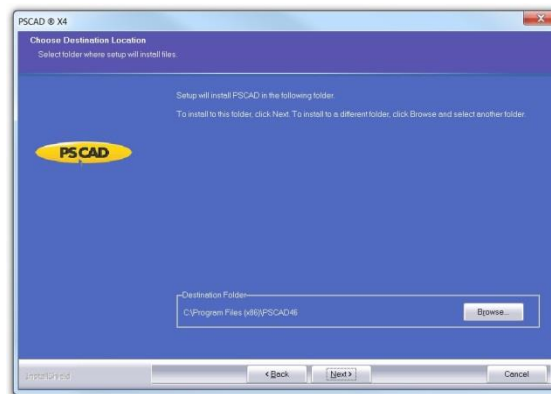 PSCAD ® X4
Choose Destination Location
Select folder where setup will install files.
Setup will install PSCAD in the following folder.
To install to this folder, click Next. To install to a different folder, click Browse and select another folder.
PSCAD
Destination Folder
C:\Program Files (x86)\PSCAD46
Browse...
InstallShield
< Back
Next >
Cancel